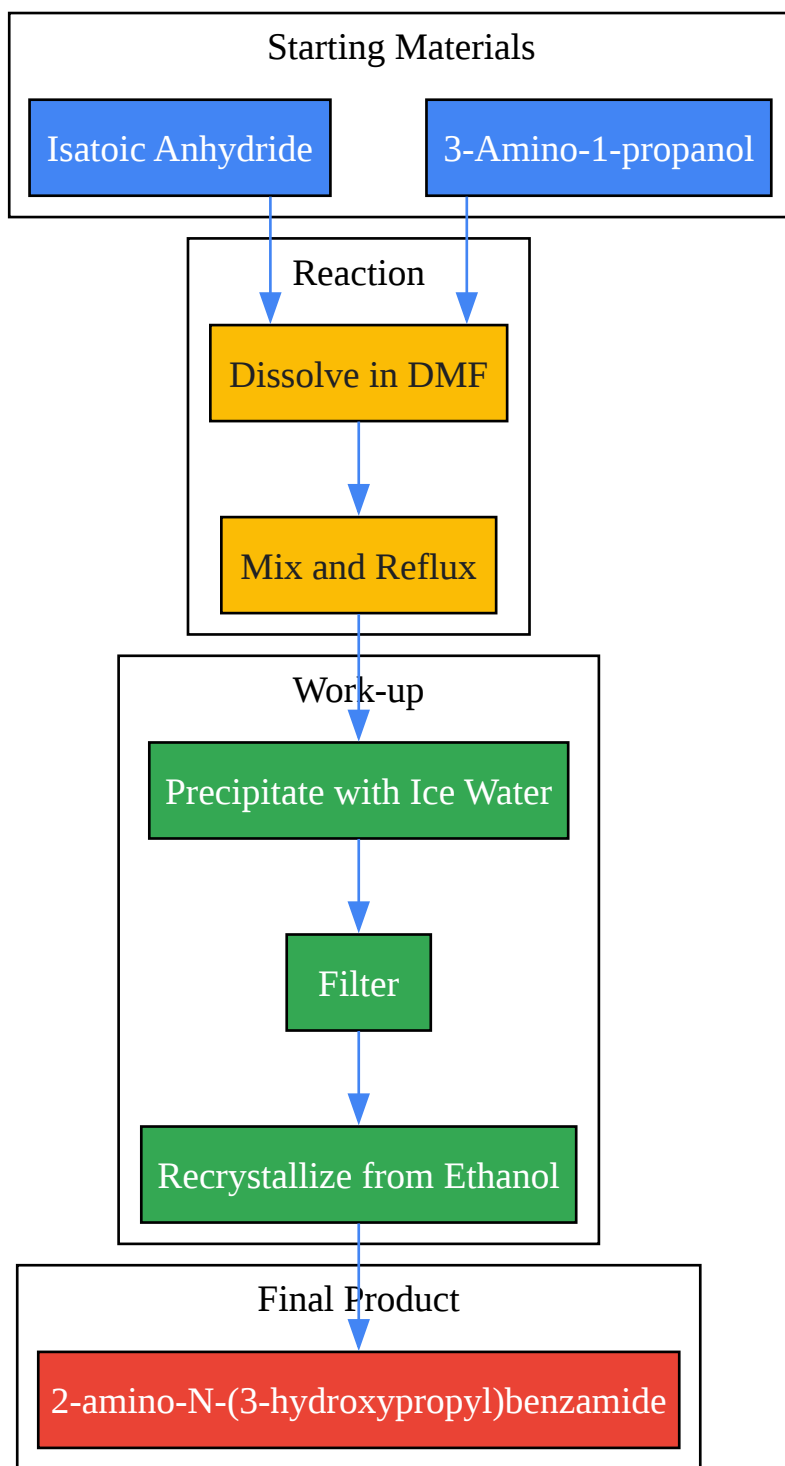 Starting Materials
Isatoic Anhydride
3-Amino-1-propanol
Reaction
Dissolve in DMF
Mix and Reflux
Work-up
Precipitate with Ice Water
Filter
Recrystallize from Ethanol
Final Product
2-amino-N-(3-hydroxypropyl)benzamide